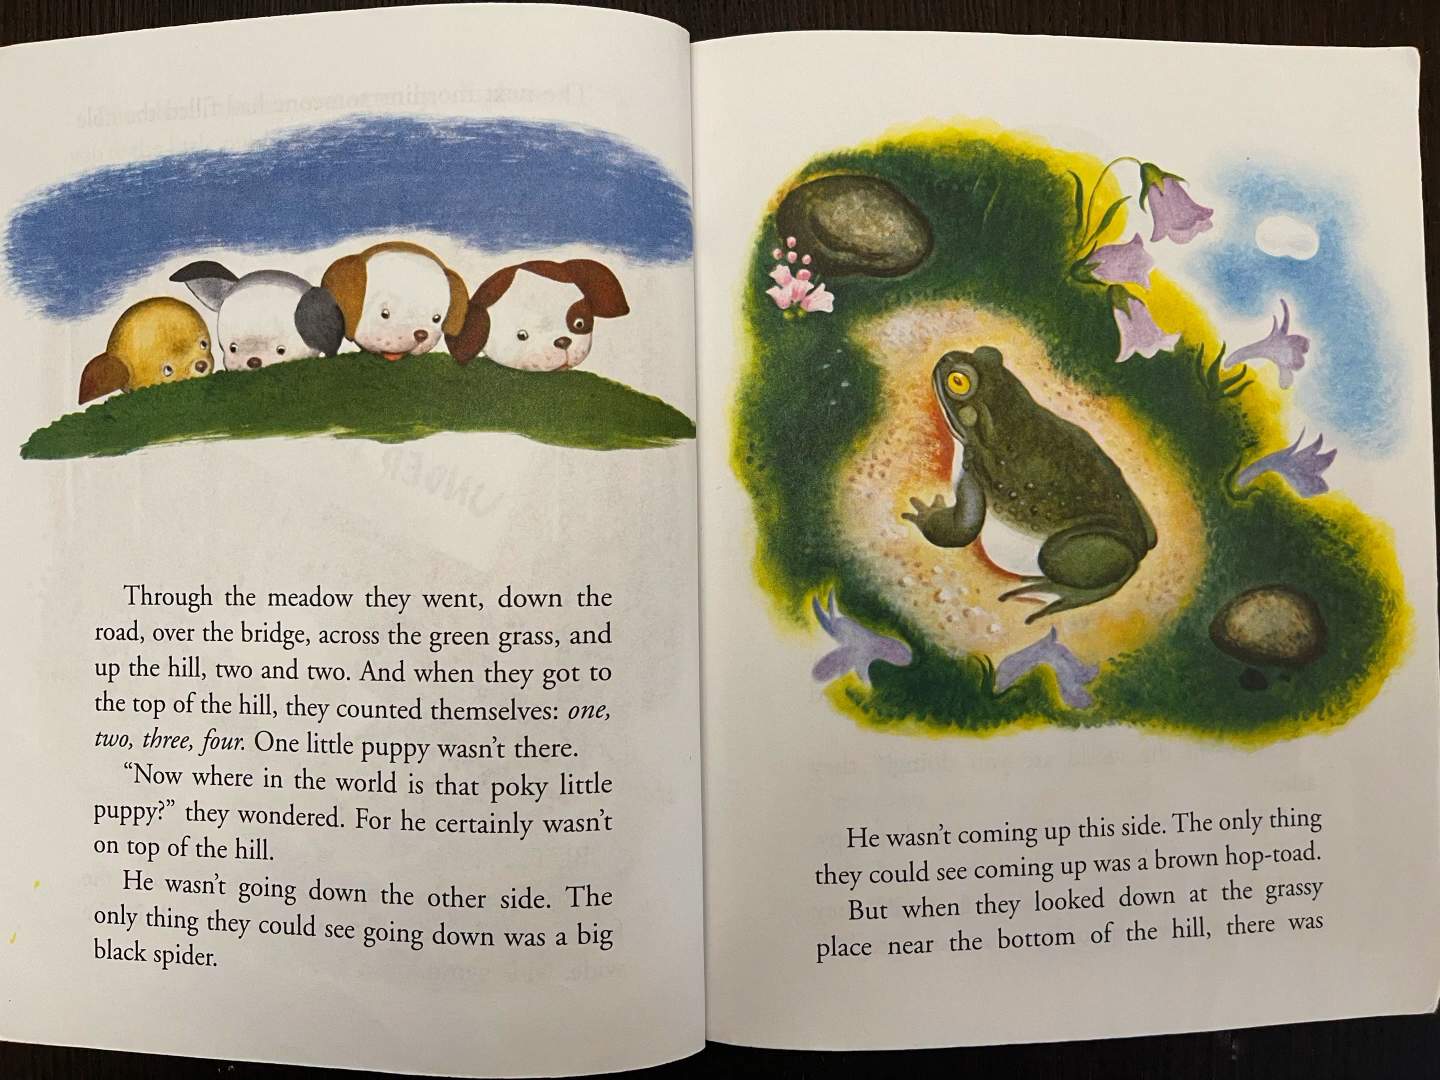 Through the meadow they went, down the
road, over the bridge, across the green grass, and
up the hill, two and two. And when they got to
the top of the hill, they counted themselves: one,
two, three, four. One little puppy wasn't there.
“Now where in the world is that poky little
puppy?” they wondered. For he certainly wasn't
on top of the hill.
He wasn't going down the other side. The
only thing they could see going down was a big
black spider.
He wasn't coming up this side. The only thing
they could see coming up was a brown hop-toad.
But when they looked down at the grassy
place near the bottom of the hill, there was